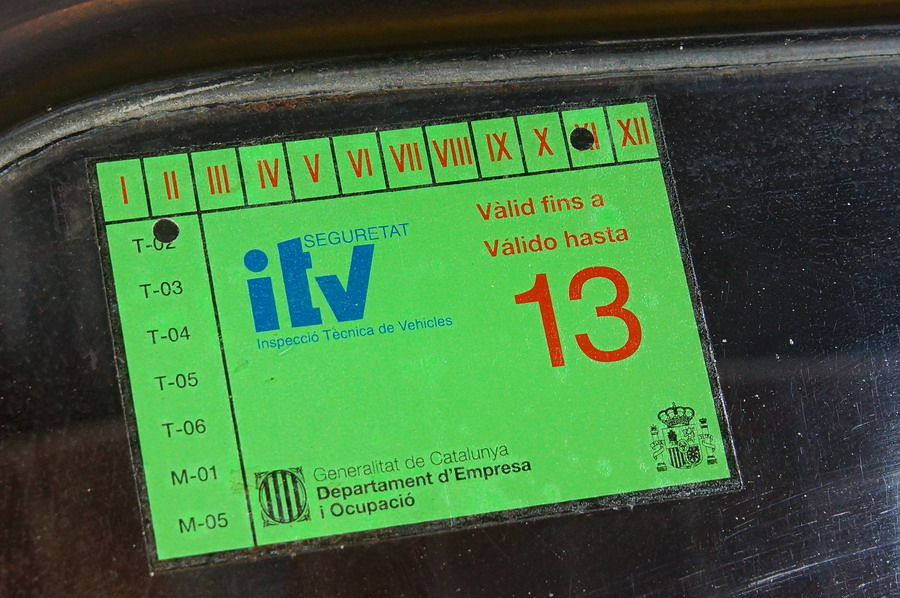 I II III IV V VI VII VIII IX X XI XII
T-02
T-03
T-04
T-05
T-06
M-01
M-05
SEGURETAT
itv
Inspecció Tècnica de Vehicles
Vàlid fins a
Válido hasta
13
Generalitat de Catalunya
Departament d'Empresa
i Ocupació